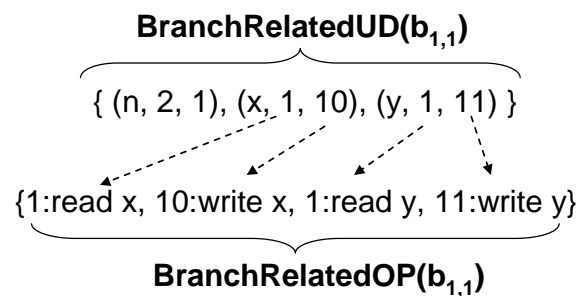 BranchRelatedUD(b1,1)
{ (n, 2, 1), (x, 1, 10), (y, 1, 11) }
{1:read x, 10:write x, 1:read y, 11:write y}
BranchRelatedOP(b1,1)